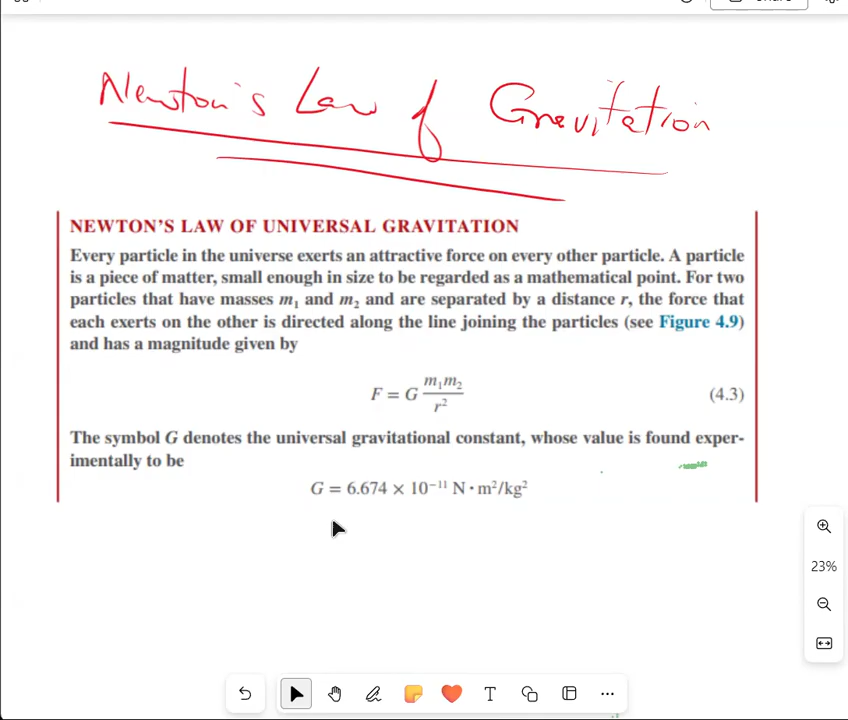 Newton's Law of Gravitation
NEWTON'S LAW OF UNIVERSAL GRAVITATION
Every particle in the universe exerts an attractive force on every other particle. A particle
is a piece of matter, small enough in size to be regarded as a mathematical point. For two
particles that have masses m₁ and m₂ and are separated by a distance r, the force that
each exerts on the other is directed along the line joining the particles (see Figure 4.9)
and has a magnitude given by
F = G m₁m₂ / r² (4.3)
The symbol G denotes the universal gravitational constant, whose value is found exper-
imentally to be
G = 6.674 × 10⁻¹¹ N · m²/kg²
23%
T